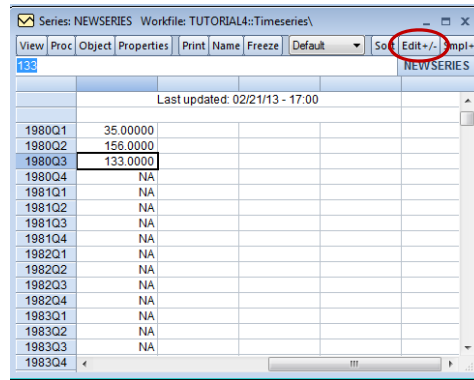 Series: NEWSERIES Workfile: TUTORIAL4::Timeseries\
View Proc Object Properties Print Name Freeze Default Sort Edit+/- Smpl+
133 NEWSERIES
Last updated: 02/21/13 - 17:00
1980Q1 35.00000
1980Q2 156.0000
1980Q3 133.0000
1980Q4 NA
1981Q1 NA
1981Q2 NA
1981Q3 NA
1981Q4 NA
1982Q1 NA
1982Q2 NA
1982Q3 NA
1982Q4 NA
1983Q1 NA
1983Q2 NA
1983Q3 NA
1983Q4